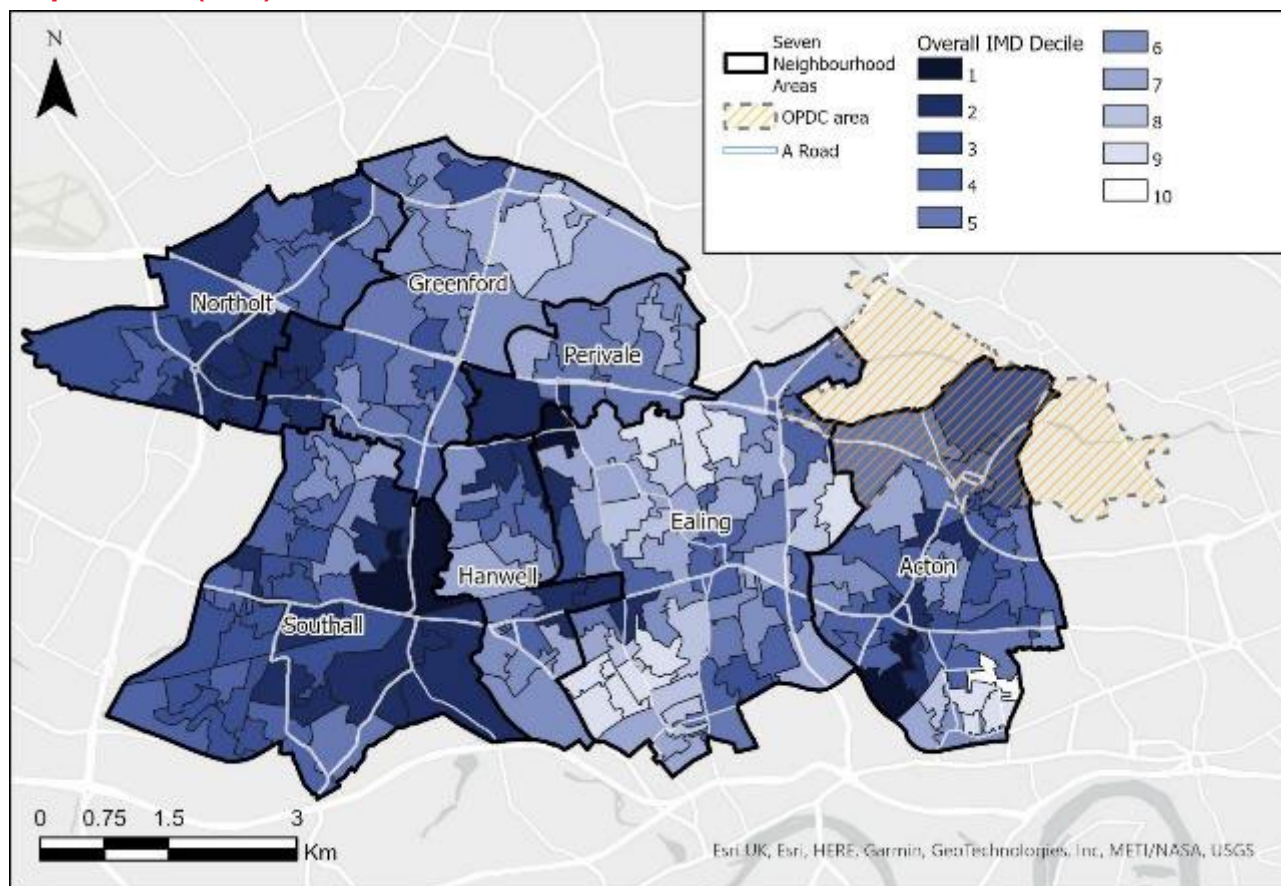 N
Seven
Neighbourhood
Areas
OPDC area
A Road
Overall IMD Decile
1
2
3
4
5
6
7
8
9
10
Northolt
Greenford
Perivale
Ealing
Hanwell
Acton
Southall
0 0.75 1.5 3
Km
Esri UK, Esri, HERE, Garmin, GeoTechnologies, Inc, METI/NASA, USGS